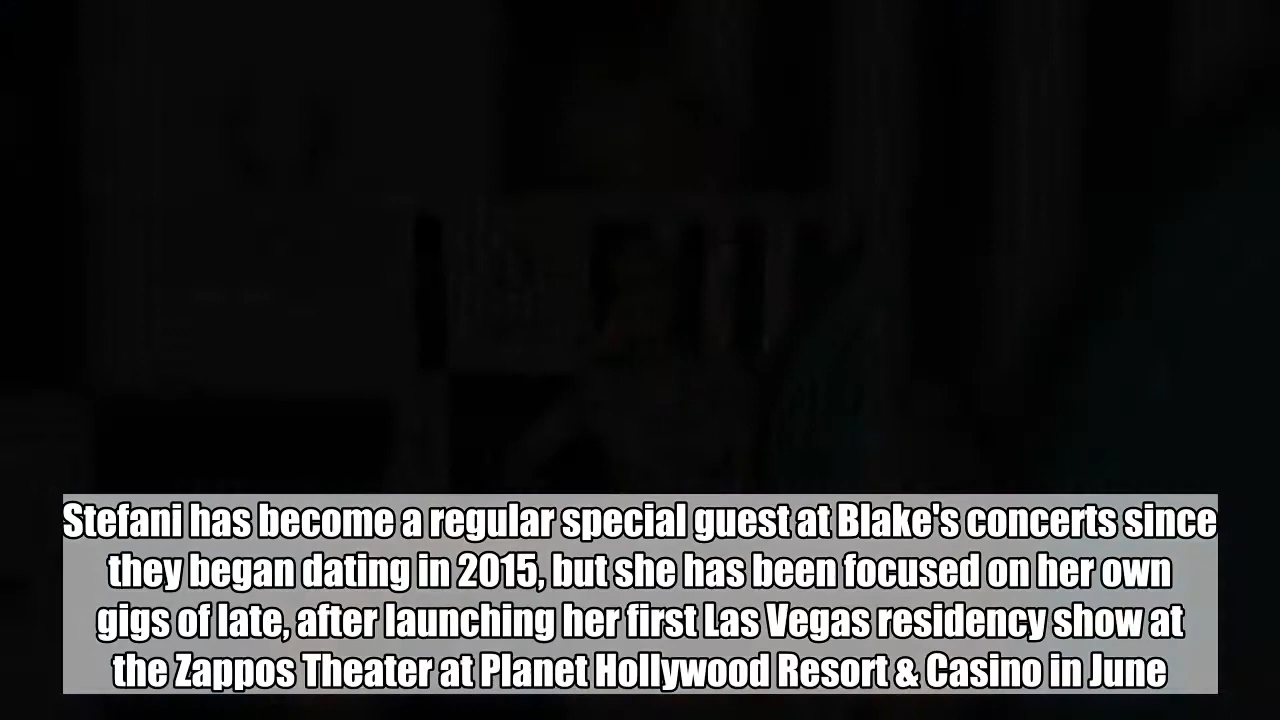 Stefani has become a regular special guest at Blake's concerts since
they began dating in 2015, but she has been focused on her own
gigs of late, after launching her first Las Vegas residency show at
the Zappos Theater at Planet Hollywood Resort & Casino in June